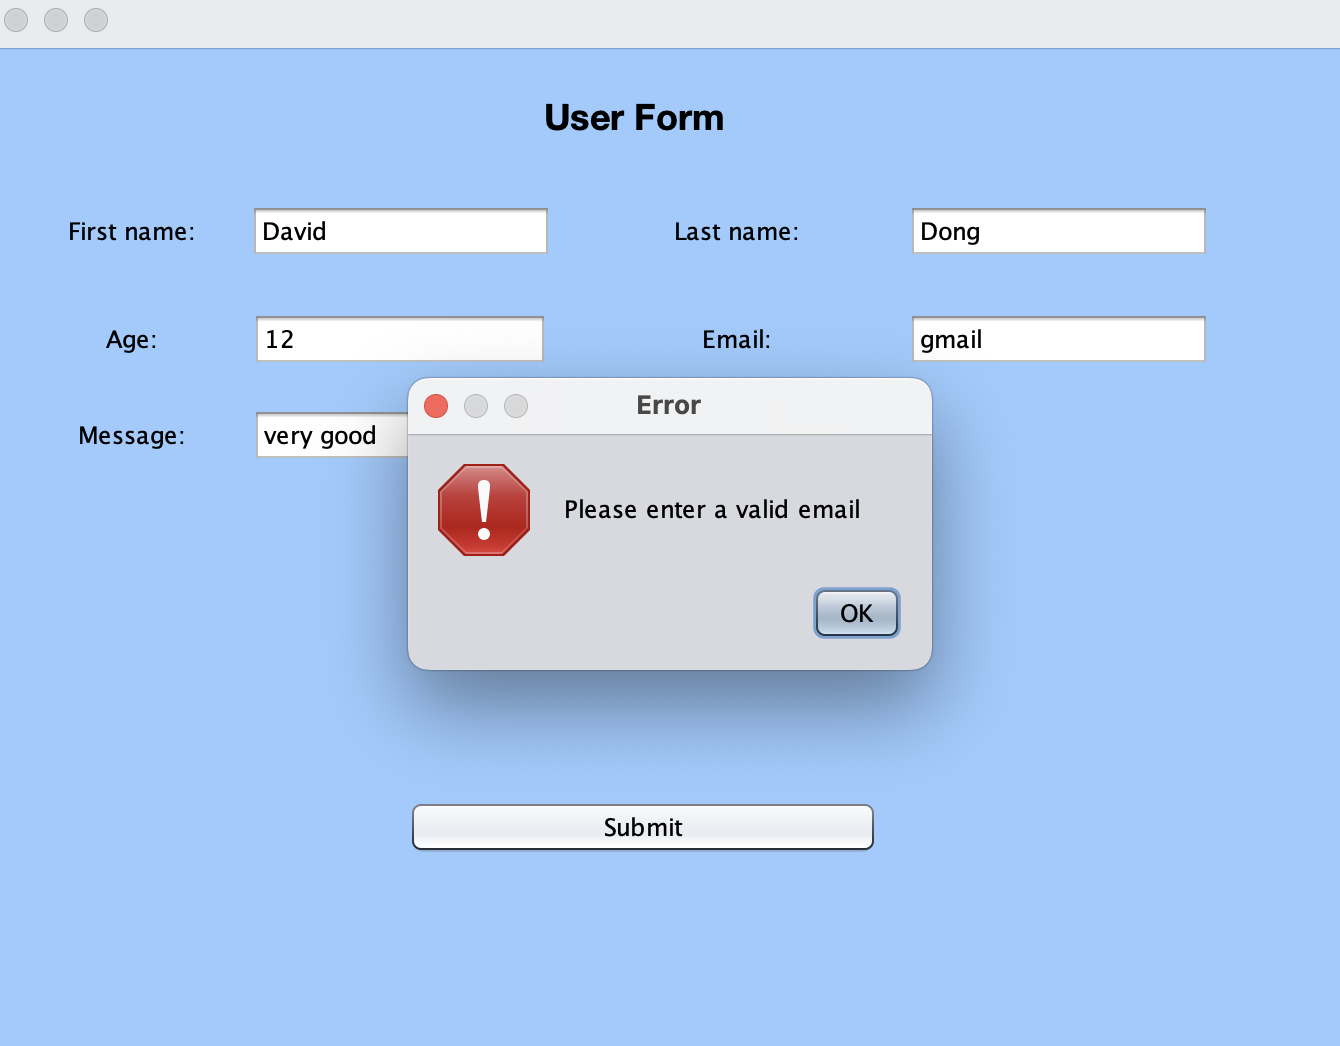 User Form
First name: David Last name: Dong
Age: 12 Email: gmail
Message: very good
Error
Please enter a valid email
OK
Submit